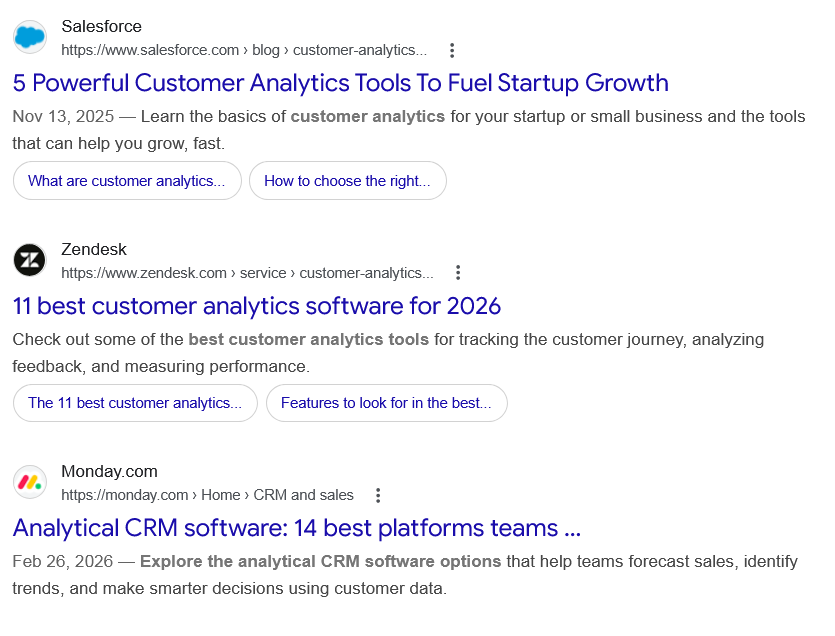 Salesforce
https://www.salesforce.com › blog › customer-analytics...
5 Powerful Customer Analytics Tools To Fuel Startup Growth
Nov 13, 2025 — Learn the basics of customer analytics for your startup or small business and the tools
that can help you grow, fast.
What are customer analytics... How to choose the right...
Zendesk
https://www.zendesk.com › service › customer-analytics...
11 best customer analytics software for 2026
Check out some of the best customer analytics tools for tracking the customer journey, analyzing
feedback, and measuring performance.
The 11 best customer analytics... Features to look for in the best...
Monday.com
https://monday.com › Home › CRM and sales
Analytical CRM software: 14 best platforms teams ...
Feb 26, 2026 — Explore the analytical CRM software options that help teams forecast sales, identify
trends, and make smarter decisions using customer data.